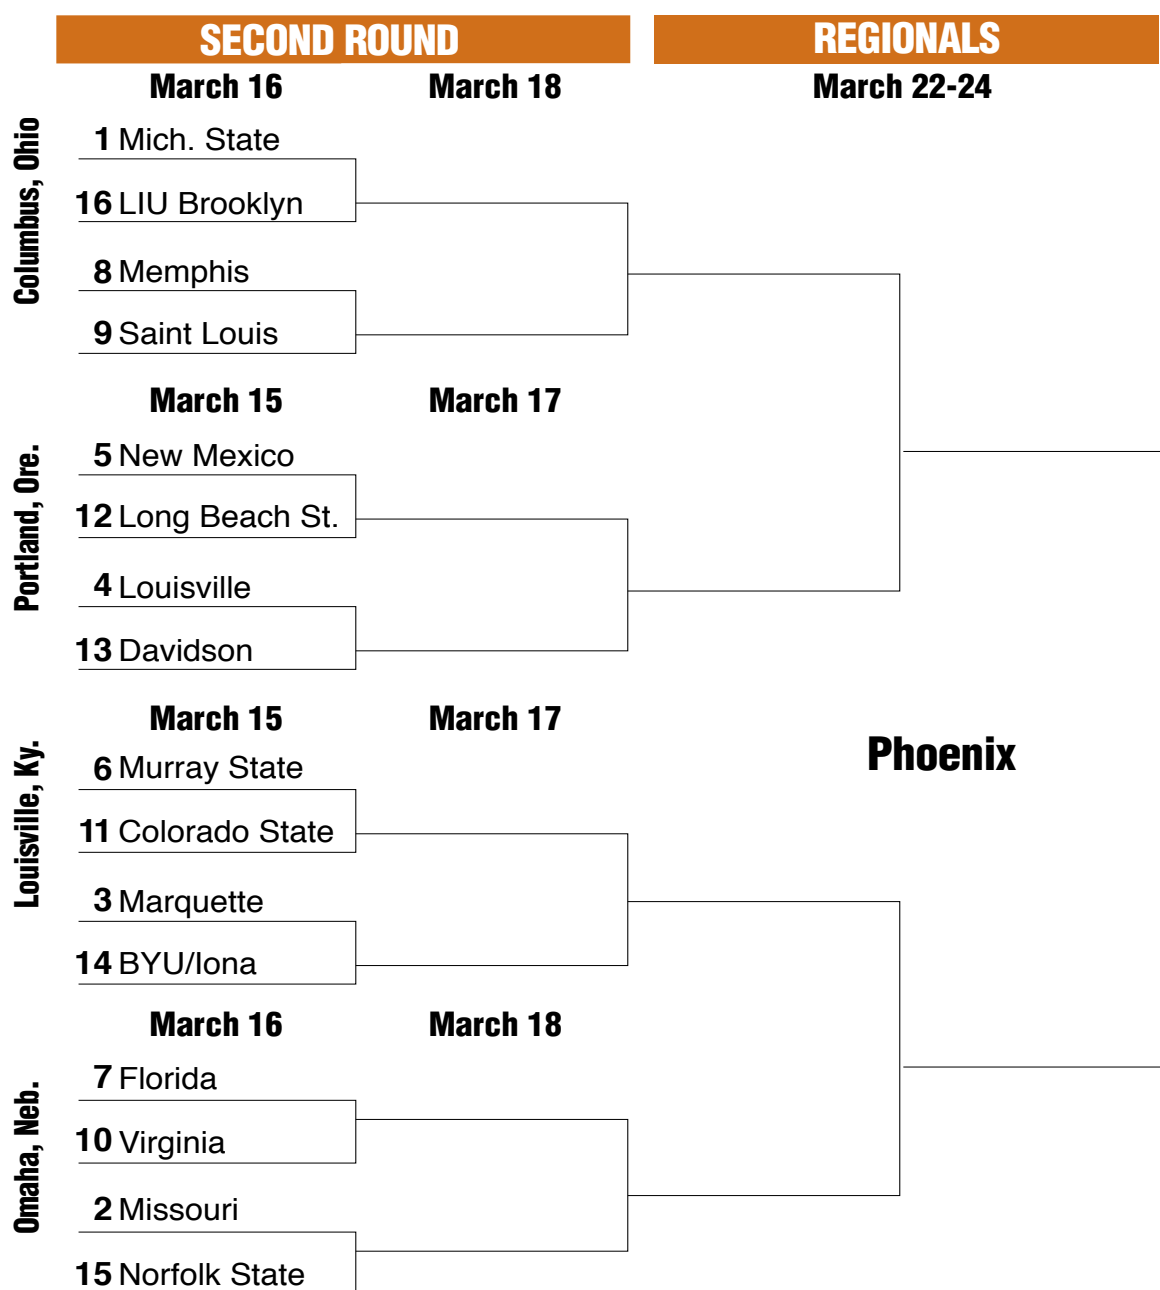 SECOND ROUND
REGIONALS
March 16
March 18
March 22-24
Columbus, Ohio
1 Mich. State
16 LIU Brooklyn
8 Memphis
9 Saint Louis
March 15
March 17
Portland, Ore.
5 New Mexico
12 Long Beach St.
4 Louisville
13 Davidson
March 15
March 17
Louisville, Ky.
6 Murray State
11 Colorado State
3 Marquette
14 BYU/Iona
Phoenix
March 16
March 18
Omaha, Neb.
7 Florida
10 Virginia
2 Missouri
15 Norfolk State